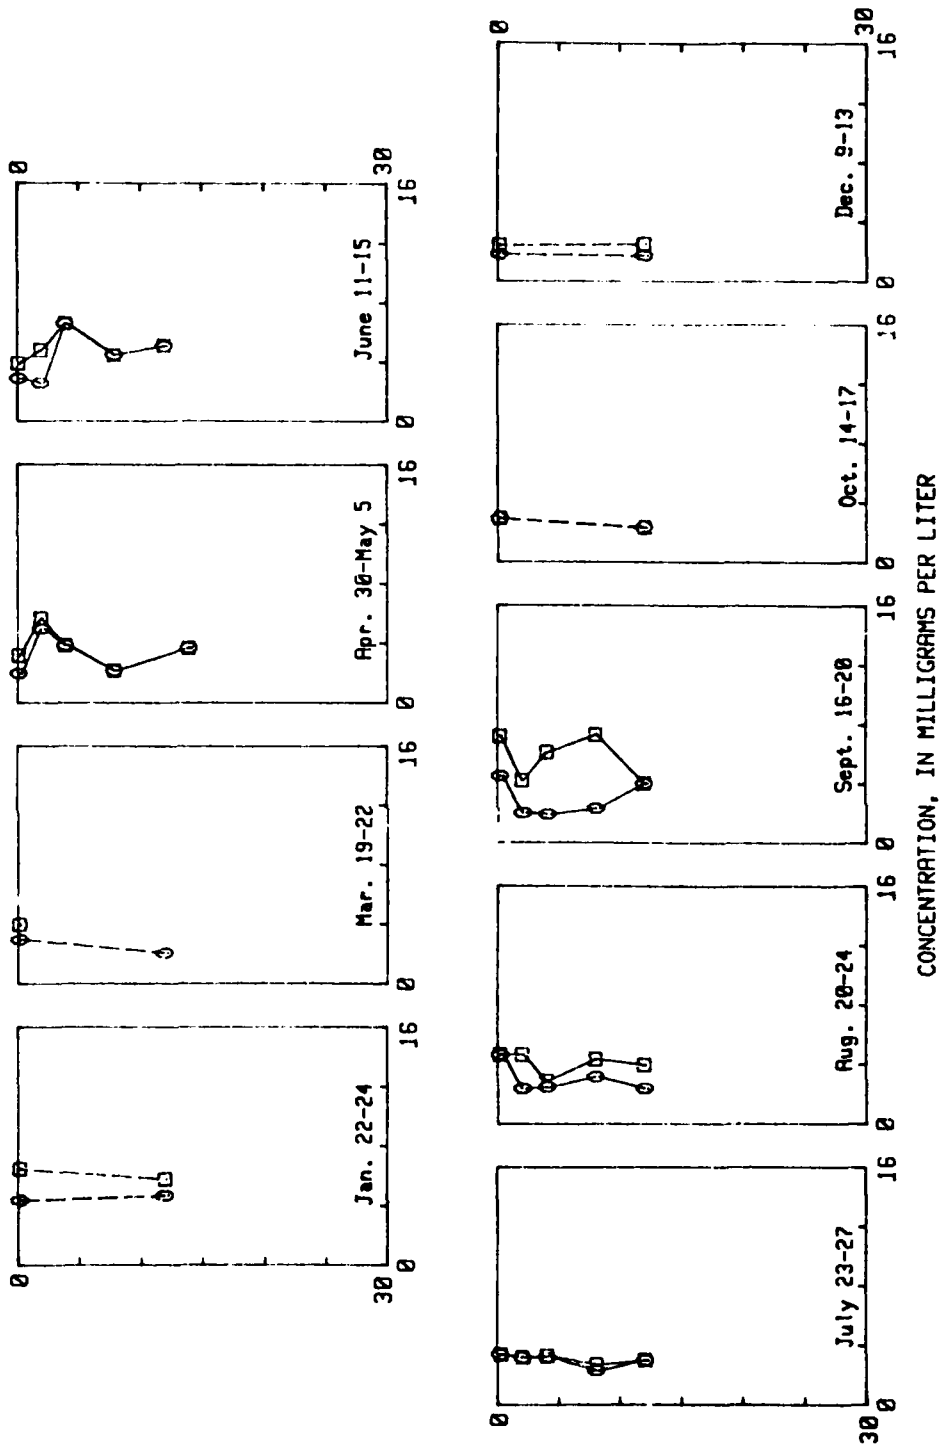 0
30
0 16
Jan. 22-24
0 16
Mar. 19-22
0 16
Apr. 30-May 5
0
30
0 16
June 11-15
0
30
0 16
July 23-27
0 16
Aug. 20-24
0 16
Sept. 16-20
0 16
Oct. 14-17
0
30
0 16
Dec. 9-13
CONCENTRATION, IN MILLIGRAMS PER LITER